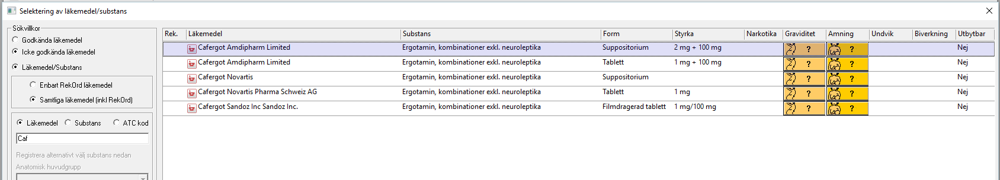 Selektering av läkemedel/substans
Sökvillkor
Godkända läkemedel
Icke godkända läkemedel
Läkemedel/Substans
Enbart RekOrd läkemedel
Samtliga läkemedel (inkl RekOrd)
Läkemedel Substans ATC kod
Caf
Registrera alternativt välj substans nedan
Anatomisk huvudgrupp
Rek. Läkemedel Substans Form Styrka Narkotika Graviditet Amning Undvik Biverkning Utbytbar
Cafergot Amdipharm Limited Ergotamin, kombinationer exkl. neuroleptika Suppositorium 2 mg + 100 mg ? ? Nej
Cafergot Amdipharm Limited Ergotamin, kombinationer exkl. neuroleptika Tablett 1 mg + 100 mg ? ? Nej
Cafergot Novartis Ergotamin, kombinationer exkl. neuroleptika Suppositorium ? ? Nej
Cafergot Novartis Pharma Schweiz AG Ergotamin, kombinationer exkl. neuroleptika Tablett 1 mg ? ? Nej
Cafergot Sandoz Inc Sandoz Inc. Ergotamin, kombinationer exkl. neuroleptika Filmdragerad tablett 1 mg/100 mg ? ? Nej